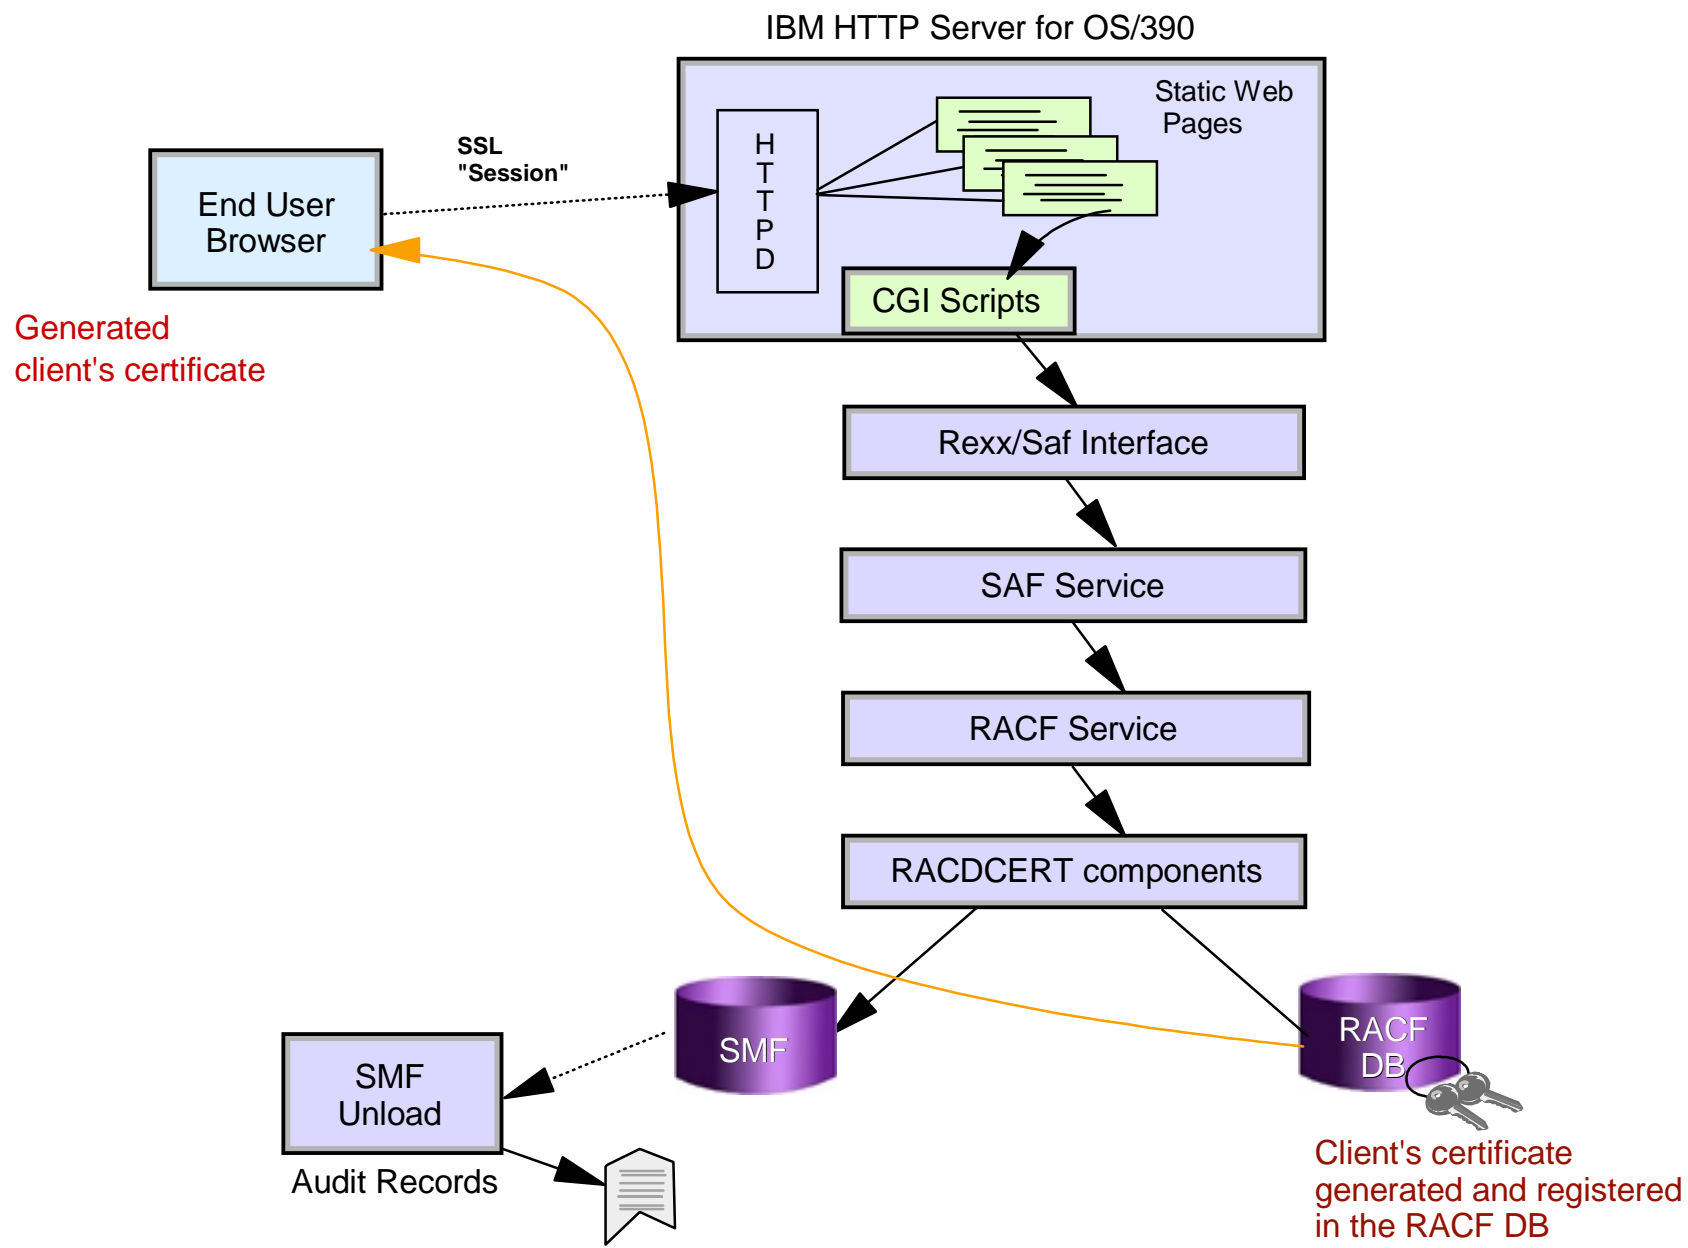 IBM HTTP Server for OS/390
Static Web
Pages
SSL
"Session"
H
T
T
P
D
End User
Browser
CGI Scripts
Generated
client's certificate
Rexx/Saf Interface
SAF Service
RACF Service
RACDCERT components
SMF
RACF
DB
SMF
Unload
Audit Records
Client's certificate
generated and registered
in the RACF DB